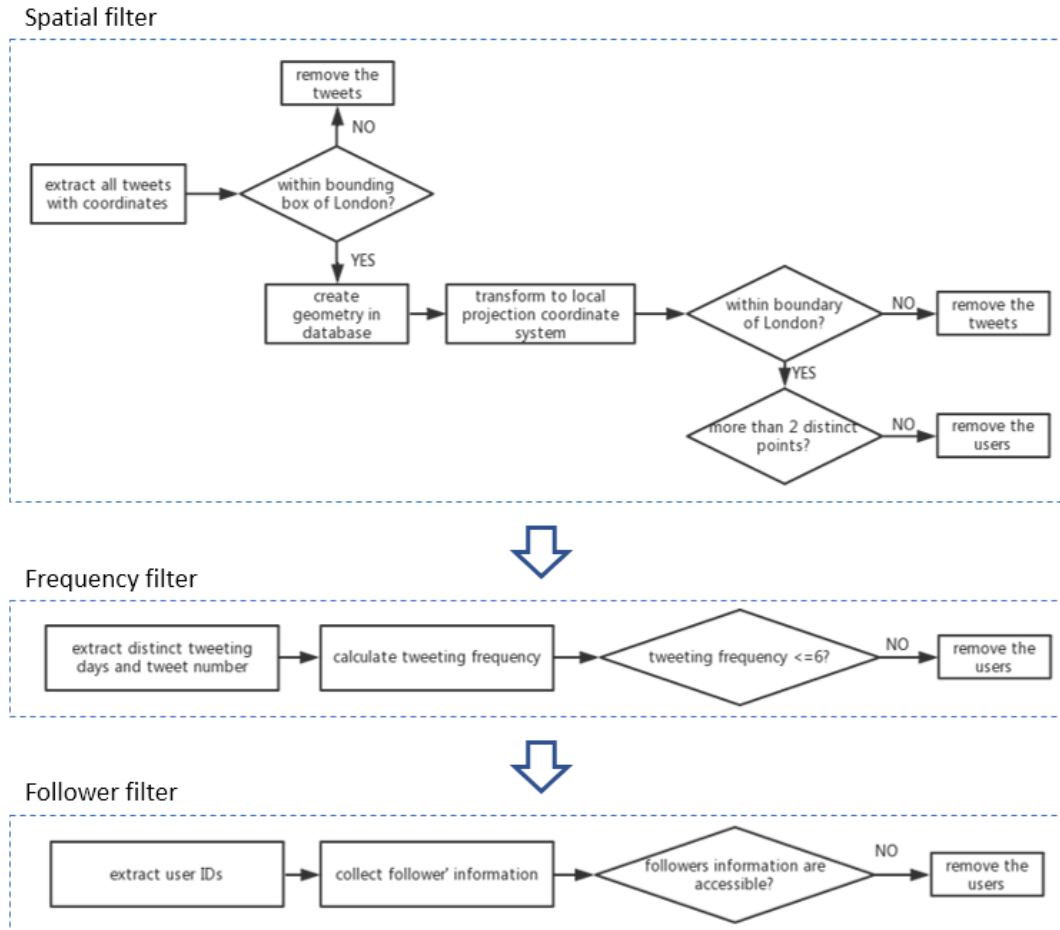 Spatial filter
remove the
tweets
NO
extract all tweets
with coordinates
within bounding
box of London?
YES
create
geometry in
database
transform to local
projection coordinate
system
within boundary
of London?
NO
remove the
tweets
YES
more than 2 distinct
points?
NO
remove the
users
Frequency filter
extract distinct tweeting
days and tweet number
calculate tweeting frequency
tweeting frequency <=6?
NO
remove the
users
Follower filter
extract user IDs
collect follower' information
followers information are
accessible?
NO
remove the
users